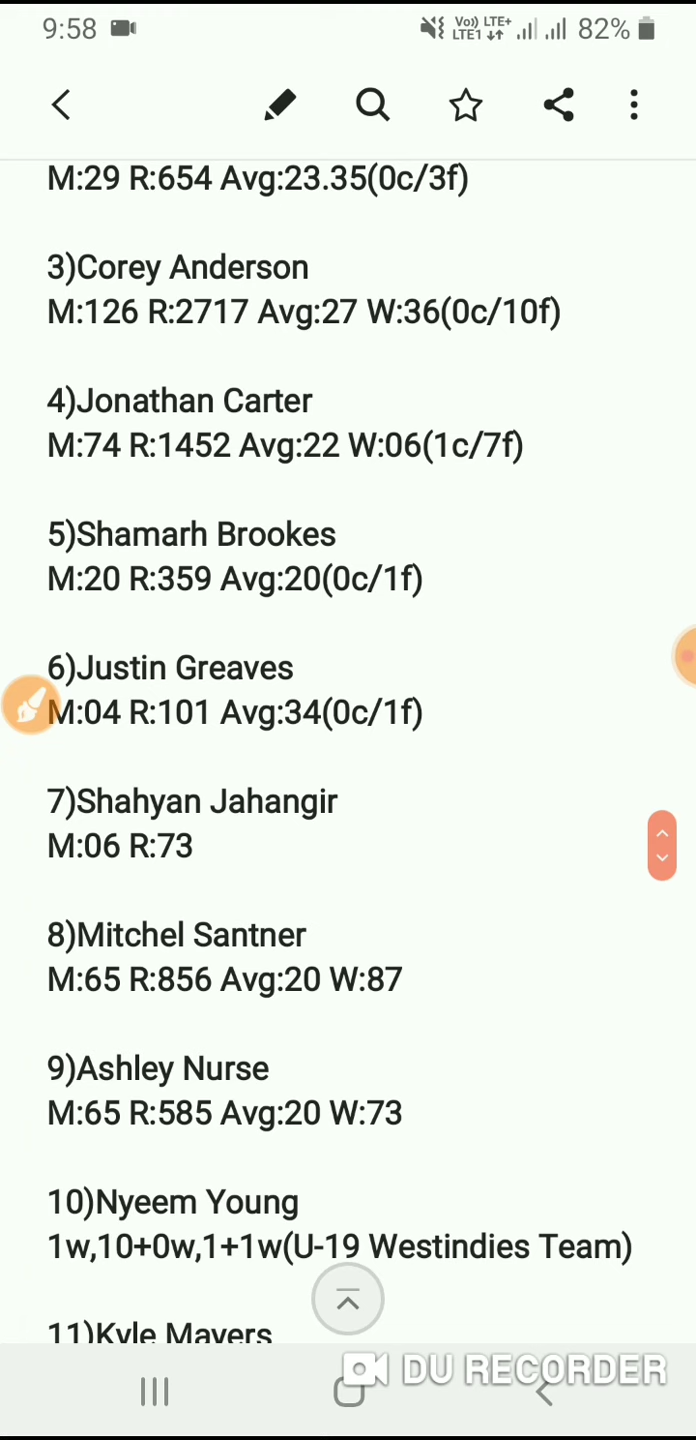 9:58
Vo)) LTE+
LTE1
82%
M:29 R:654 Avg:23.35(0c/3f)
3)Corey Anderson
M:126 R:2717 Avg:27 W:36(0c/10f)
4)Jonathan Carter
M:74 R:1452 Avg:22 W:06(1c/7f)
5)Shamarh Brookes
M:20 R:359 Avg:20(0c/1f)
6)Justin Greaves
M:04 R:101 Avg:34(0c/1f)
7)Shahyan Jahangir
M:06 R:73
8)Mitchel Santner
M:65 R:856 Avg:20 W:87
9)Ashley Nurse
M:65 R:585 Avg:20 W:73
10)Nyeem Young
1w,10+0w,1+1w(U-19 Westindies Team)
11)Kyle Mayers
DU RECORDER